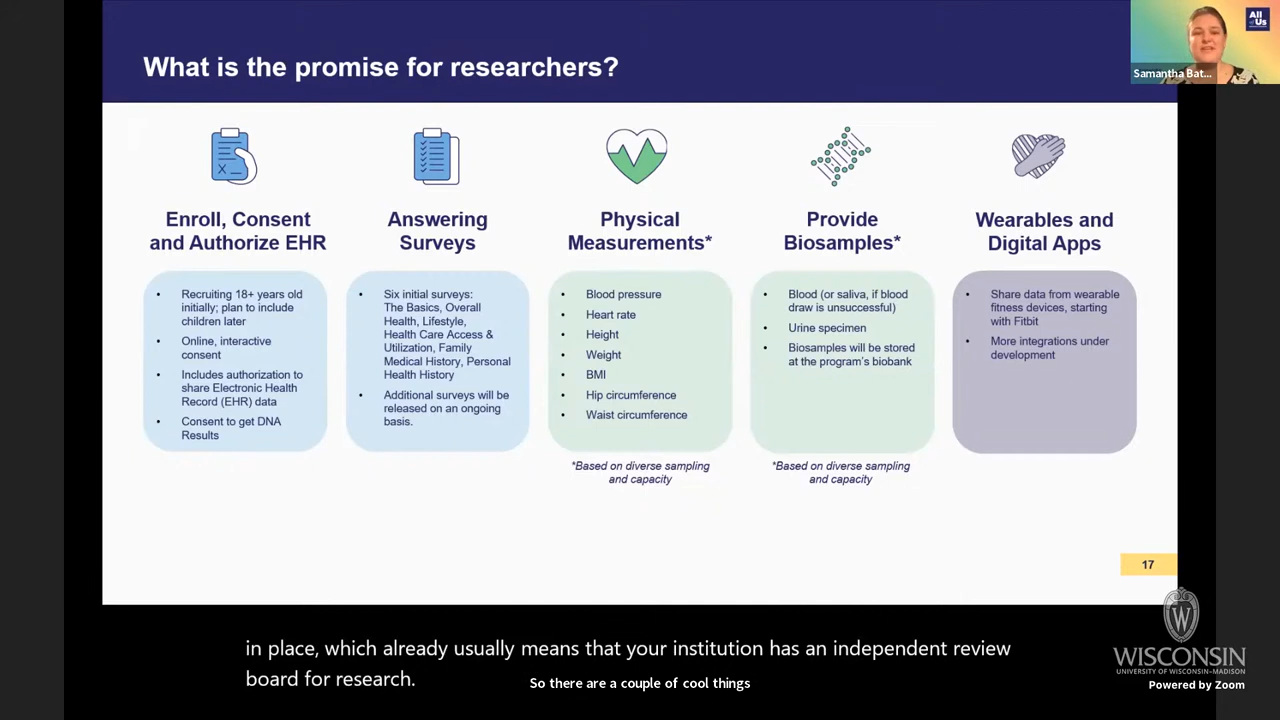 What is the promise for researchers?
All
of Us
Samantha Bat...
Enroll, Consent
and Authorize EHR
Recruiting 18+ years old
initially; plan to include
children later
Online, interactive
consent
Includes authorization to
share Electronic Health
Record (EHR) data
Consent to get DNA
Results
Answering
Surveys
Six initial surveys:
The Basics, Overall
Health, Lifestyle,
Health Care Access &
Utilization, Family
Medical History, Personal
Health History
Additional surveys will be
released on an ongoing
basis.
Physical
Measurements*
Blood pressure
Heart rate
Height
Weight
BMI
Hip circumference
Waist circumference
*Based on diverse sampling
and capacity
Provide
Biosamples*
Blood (or saliva, if blood
draw is unsuccessful)
Urine specimen
Biosamples will be stored
at the program's biobank
*Based on diverse sampling
and capacity
Wearables and
Digital Apps
Share data from wearable
fitness devices, starting
with Fitbit
More integrations under
development
17
in place, which already usually means that your institution has an independent review
board for research.
So there are a couple of cool things
WISCONSIN
UNIVERSITY OF WISCONSIN–MADISON
Powered by Zoom